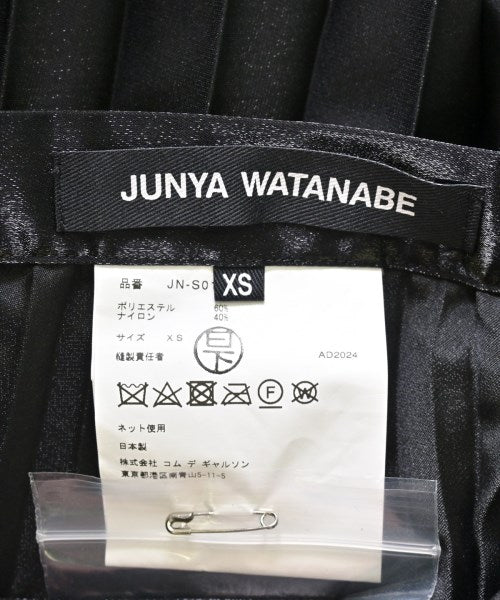 JUNYA WATANABE
品番 JN-S0
XS
ポリエステル 60%
ナイロン 40%
サイズ XS
縫製責任者
AD2024
F W
ネット使用
日本製
株式会社 コム デ ギャルソン
東京都港区南青山5-11-5